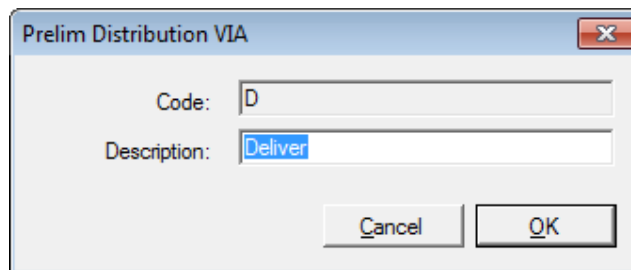 Prelim Distribution VIA
Code: D
Description: Deliver
Cancel OK